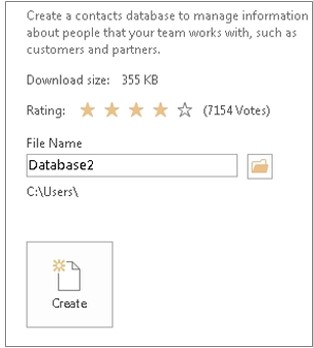 Create a contacts database to manage information
about people that your team works with, such as
customers and partners.
Download size: 355 KB
Rating: (7154 Votes)
File Name
Database2
C:\Users\
Create